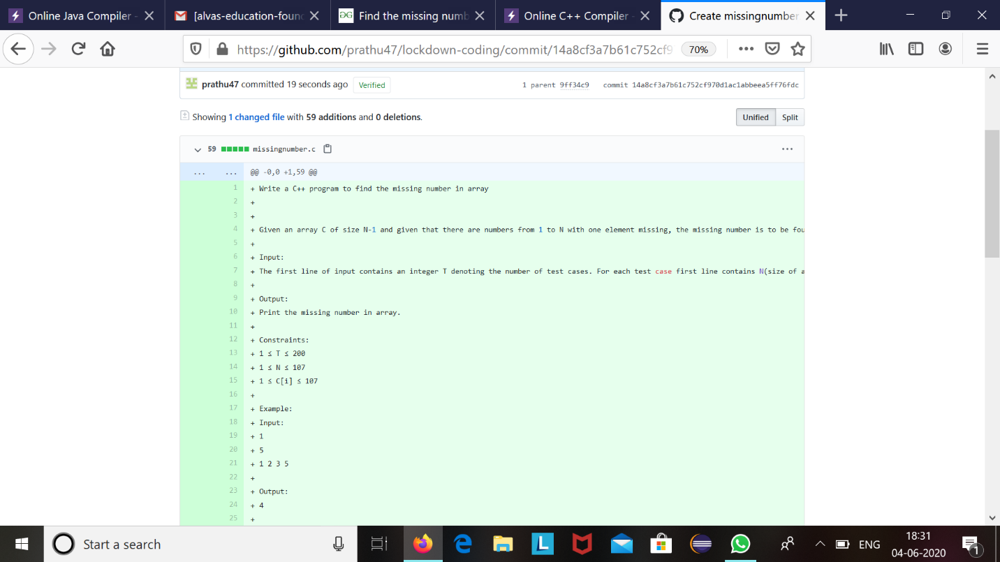 Online Java Compiler -
[alvas-education-foun
Find the missing numb
Online C++ Compiler -
Create missingnumber.
https://github.com/prathu47/lockdown-coding/commit/14a8cf3a7b61c752cf9
70%
prathu47 committed 19 seconds ago
Verified
1 parent 9ff34c9
commit 14a8cf3a7b61c752cf970d1ac1abbeea5ff76fdc
Showing 1 changed file with 59 additions and 0 deletions.
Unified
Split
59
missingnumber.c
...
... ... @@ -0,0 +1,59 @@
1 + Write a C++ program to find the missing number in array
2 +
3 +
4 + Given an array C of size N-1 and given that there are numbers from 1 to N with one element missing, the missing number is to be fou
5 +
6 + Input:
7 + The first line of input contains an integer T denoting the number of test cases. For each test case first line contains N(size of a
8 +
9 + Output:
10 + Print the missing number in array.
11 +
12 + Constraints:
13 + 1 ≤ T ≤ 200
14 + 1 ≤ N ≤ 107
15 + 1 ≤ C[i] ≤ 107
16 +
17 + Example:
18 + Input:
19 + 1
20 + 5
21 + 1 2 3 5
22 +
23 + Output:
24 + 4
25 +
Start a search
L
ENG
18:31
04-06-2020
1